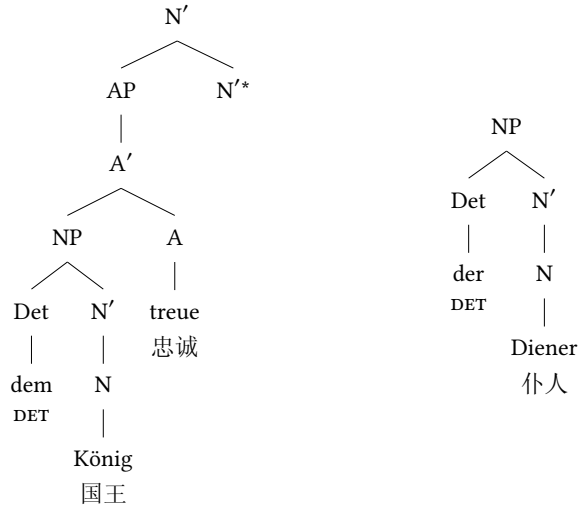 N′
AP N′*
NP
A′
Det N′
NP A
der N
DET
Det N′ treue
忠诚
Diener
仆人
dem N
DET
König
国王